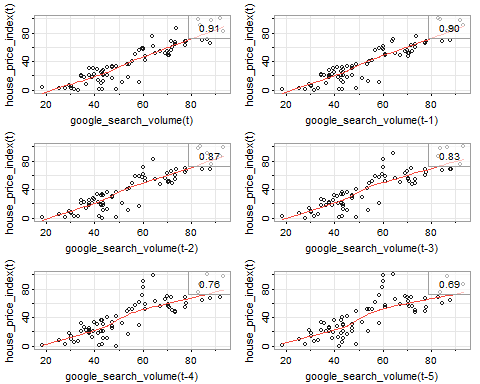 0.91
0.90
house_price_index(t)
0 40 80
house_price_index(t)
0 40 80
20 40 60 80
20 40 60 80
google_search_volume(t)
google_search_volume(t-1)
0.87
0.83
house_price_index(t)
0 40 80
house_price_index(t)
0 40 80
20 40 60 80
20 40 60 80
google_search_volume(t-2)
google_search_volume(t-3)
0.76
0.69
house_price_index(t)
0 40 80
house_price_index(t)
0 40 80
20 40 60 80
20 40 60 80
google_search_volume(t-4)
google_search_volume(t-5)